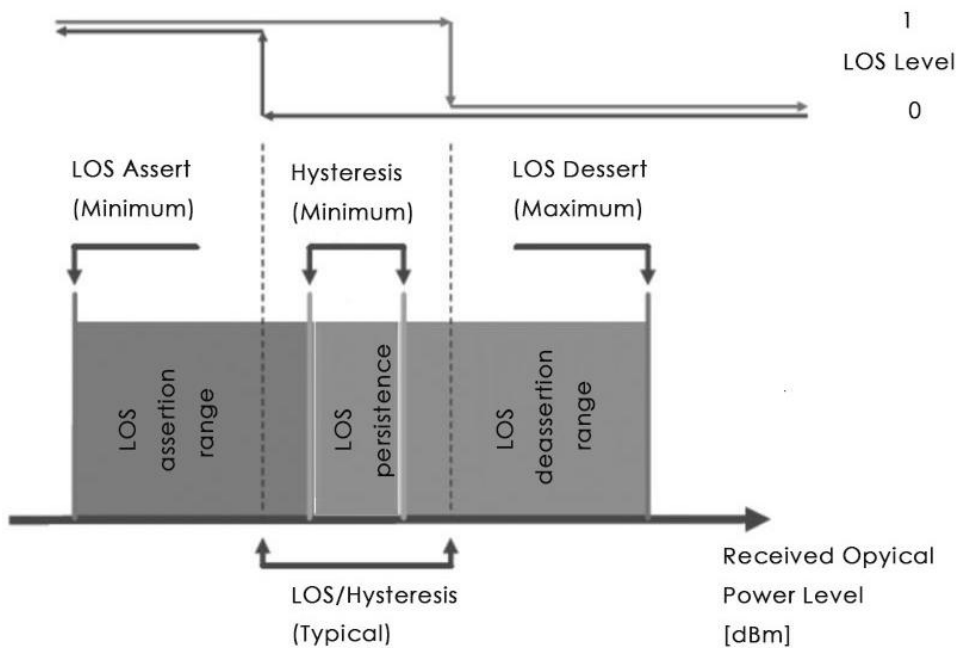 1
LOS Level
0
LOS Assert
(Minimum)
Hysteresis
(Minimum)
LOS Dessert
(Maximum)
LOS
assertion
range
LOS
persistence
LOS
deassertion
range
LOS/Hysteresis
(Typical)
Received Opyical
Power Level
[dBm]